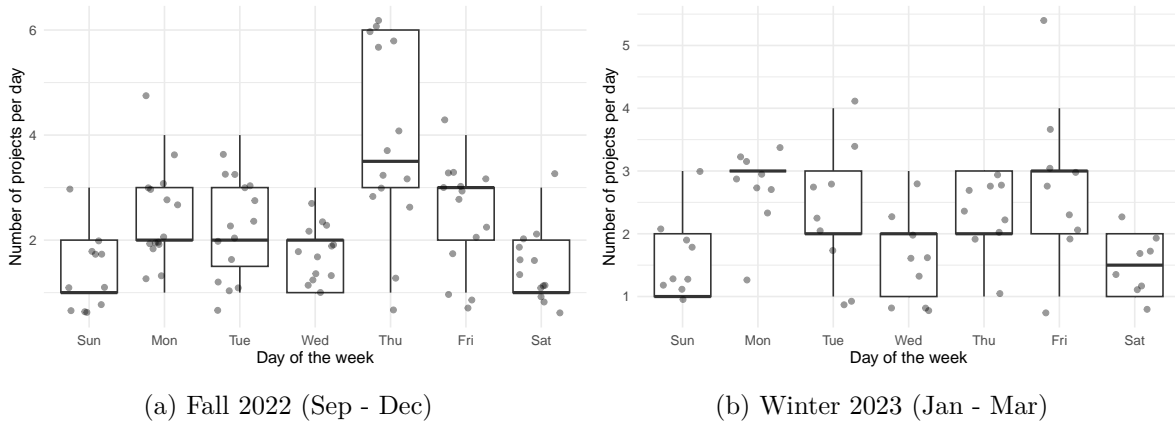 Number of projects per day
6
4
2
Sun Mon Tue Wed Thu Fri Sat
Day of the week
(a) Fall 2022 (Sep - Dec)
Number of projects per day
5
4
3
2
1
Sun Mon Tue Wed Thu Fri Sat
Day of the week
(b) Winter 2023 (Jan - Mar)